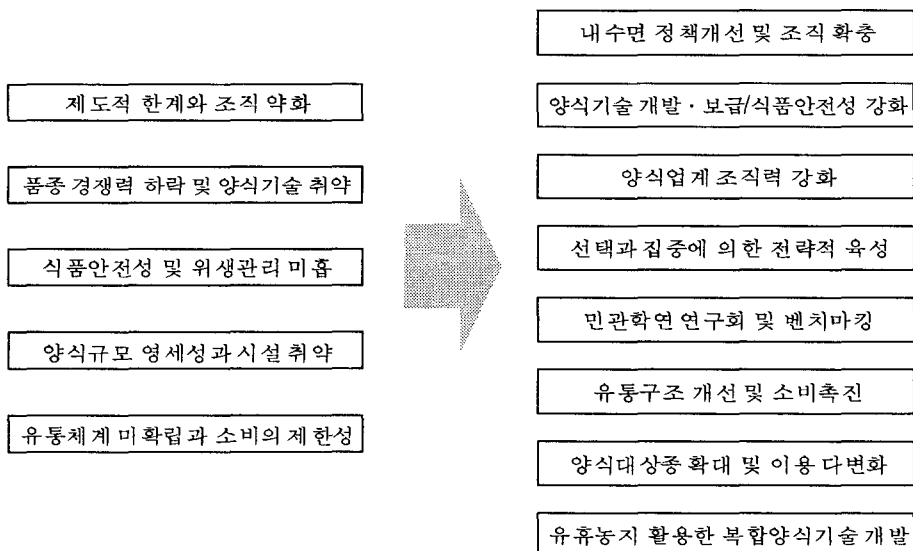 제도적 한계와 조직 약화
품종 경쟁력 하락 및 양식기술 취약
식품안전성 및 위생관리 미흡
양식규모 영세성과 시설 취약
유통체계 미확립과 소비의 제한성
내수면 정책개선 및 조직 확충
양식기술 개발 · 보급/식품안전성 강화
양식업계 조직력 강화
선택과 집중에 의한 전략적 육성
민관학연 연구회 및 벤치마킹
유통구조 개선 및 소비촉진
양식대상종 확대 및 이용 다변화
유휴농지 활용한 복합양식기술 개발